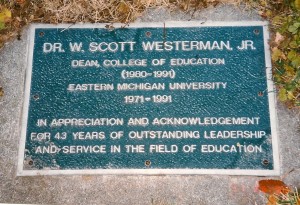 DR. W. SCOTT WESTERMAN, JR.
DEAN, COLLEGE OF EDUCATION
(1980-1991)
EASTERN MICHIGAN UNIVERSITY
1971-1991
IN APPRECIATION AND ACKNOWLEDGEMENT
FOR 43 YEARS OF OUTSTANDING LEADERSHIP
AND SERVICE IN THE FIELD OF EDUCATION